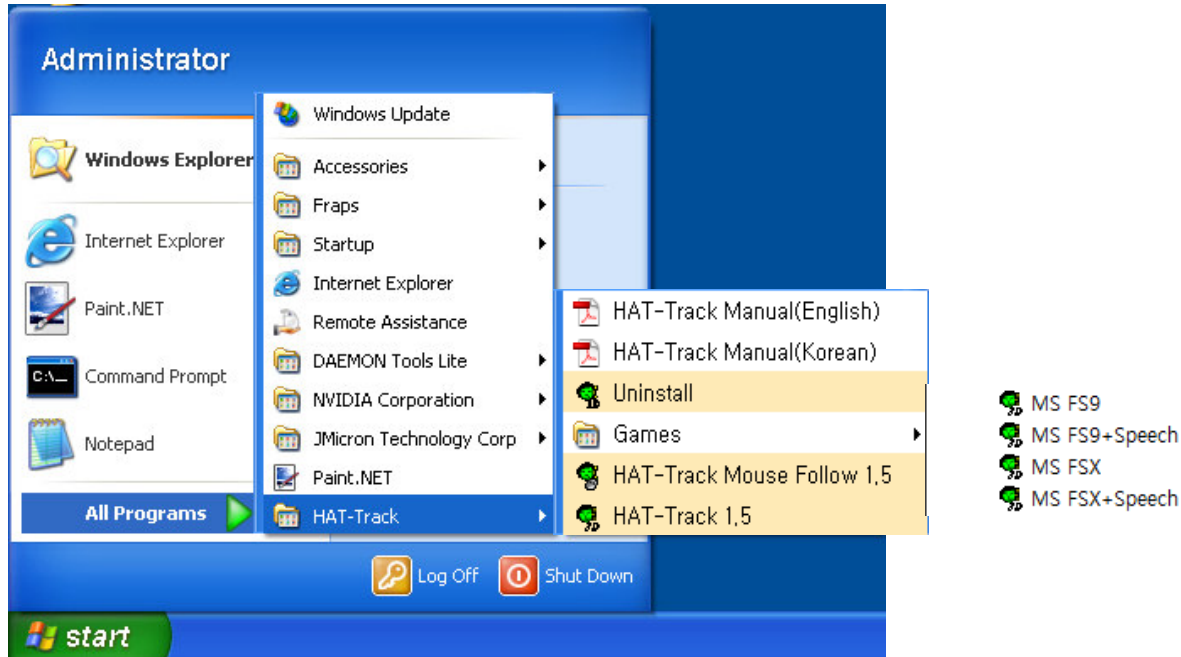 Administrator
Windows Explorer
Internet Explorer
Paint.NET
C:\_
Command Prompt
Notepad
All Programs
Windows Update
Accessories
Fraps
Startup
Internet Explorer
Remote Assistance
DAEMON Tools Lite
NVIDIA Corporation
JMicron Technology Corp
Paint.NET
HAT-Track
HAT-Track Manual(English)
HAT-Track Manual(Korean)
Uninstall
Games
HAT-Track Mouse Follow 1,5
HAT-Track 1,5
MS FS9
MS FS9+Speech
MS FSX
MS FSX+Speech
Log Off
Shut Down
start